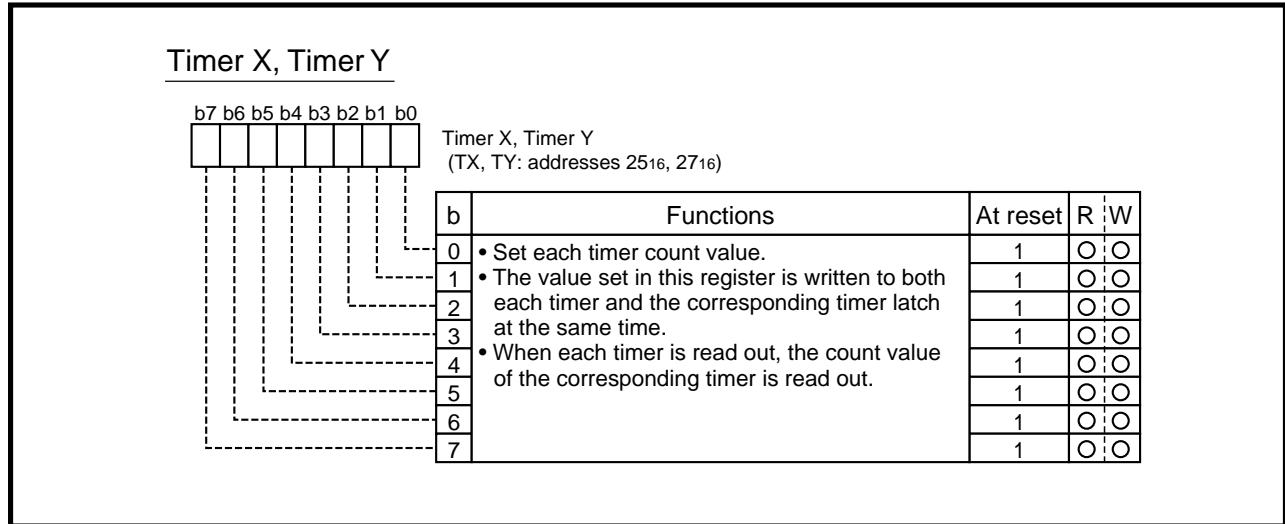 Timer X, Timer Y
b7 b6 b5 b4 b3 b2 b1 b0
Timer X, Timer Y
(TX, TY: addresses 2516, 2716)
b Functions At reset R W
0 • Set each timer count value. 1 O O
1 • The value set in this register is written to both 1 O O
2 each timer and the corresponding timer latch 1 O O
3 at the same time. 1 O O
4 • When each timer is read out, the count value 1 O O
5 of the corresponding timer is read out. 1 O O
6 1 O O
7 1 O O